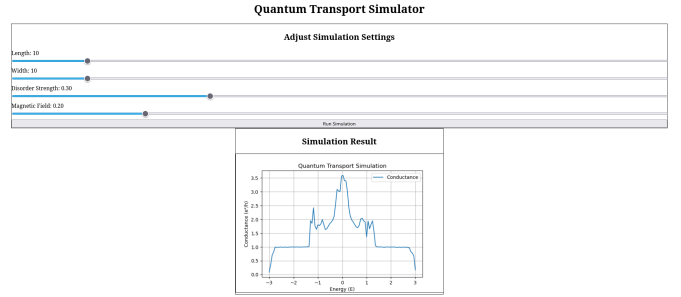 Quantum Transport Simulator
Adjust Simulation Settings
Length: 10
Width: 10
Disorder Strength: 0.30
Magnetic Field: 0.20
Run Simulation
Simulation Result
Quantum Transport Simulation
Conductance
Conductance (e²/h)
3.5
3.0
2.5
2.0
1.5
1.0
0.5
0.0
−3 −2 −1 0 1 2 3
Energy (E)